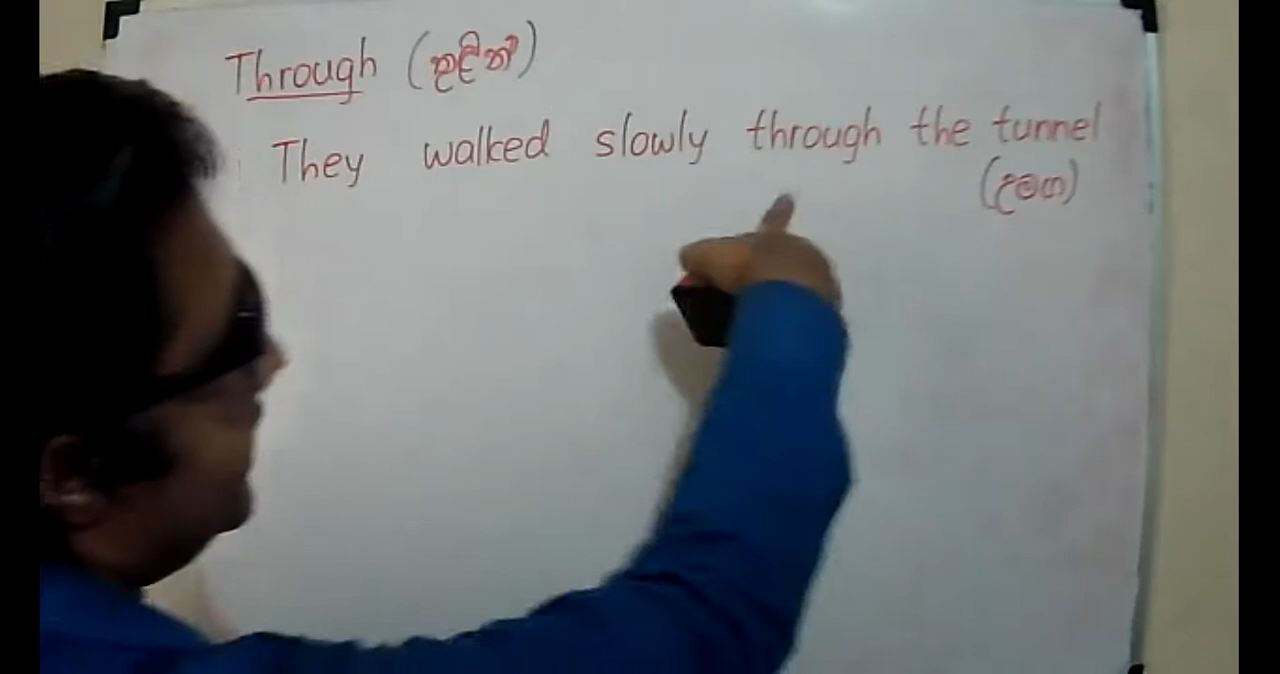 Through (තුලින්)
They walked slowly through the tunnel
(උමග)